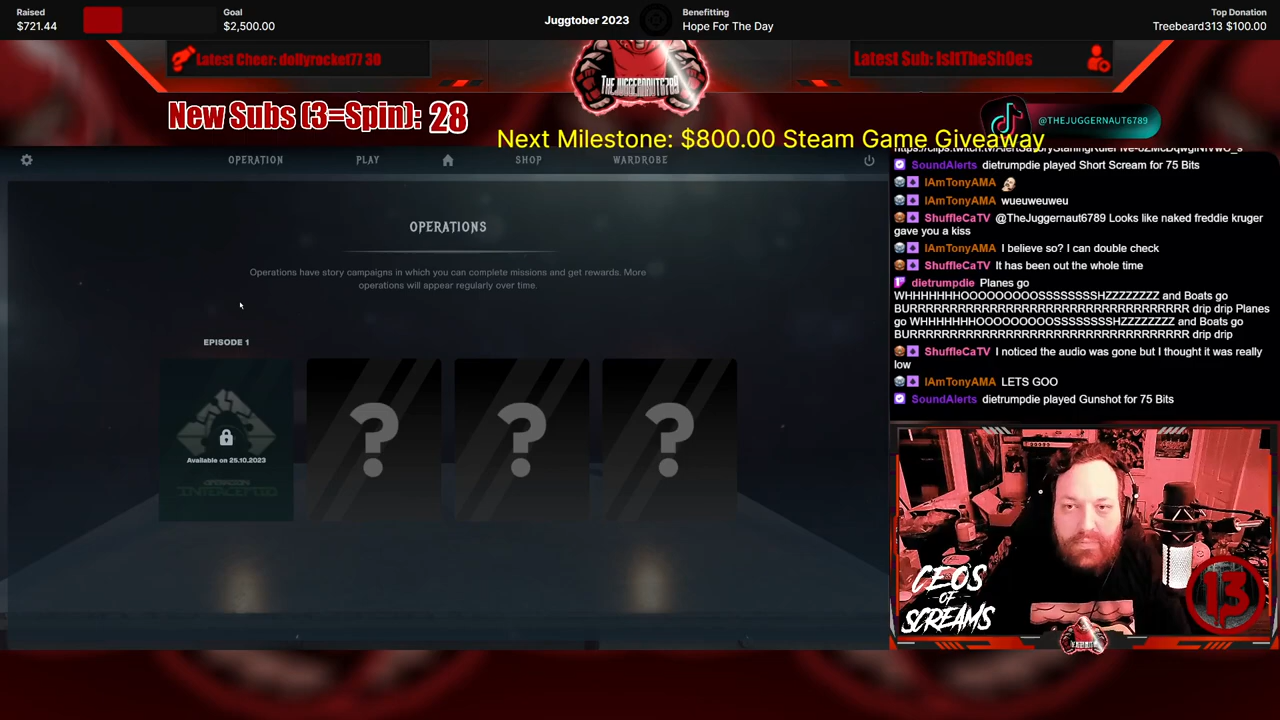 Raised
$721.44
Goal
$2,500.00
Juggtober 2023
Benefitting
Hope For The Day
Top Donation
Treebeard313 $100.00
Latest Cheer: dollyrocket77 30
THEJUGGERNAUT6789
Latest Sub: IsItTheSh0es
New Subs (3=Spin): 28
@THEJUGGERNAUT6789
Next Milestone: $800.00 Steam Game Giveaway
OPERATION
PLAY
SHOP
WARDROBE
OPERATIONS
Operations have story campaigns in which you can complete missions and get rewards. More
operations will appear regularly over time.
EPISODE 1
Available on 25.10.2023
OPERATION
INTERCEPTIO
? ? ?
SoundAlerts dietrumpdie played Short Scream for 75 Bits
IAmTonyAMA
IAmTonyAMA wueuweuweu
ShuffleCaTV @TheJuggernaut6789 Looks like naked freddie kruger
gave you a kiss
IAmTonyAMA I believe so? I can double check
ShuffleCaTV It has been out the whole time
dietrumpdie Planes go
WHHHHHHOOOOOOOOOSSSSSSSSHZZZZZZZ and Boats go
BURRRRRRRRRRRRRRRRRRRRRRRRRRRRRRRRRR drip drip Planes
go WHHHHHHOOOOOOOOOSSSSSSSSHZZZZZZZ and Boats go
BURRRRRRRRRRRRRRRRRRRRRRRRRRRRRRRRRR drip drip
ShuffleCaTV I noticed the audio was gone but I thought it was really
low
IAmTonyAMA LETS GOO
SoundAlerts dietrumpdie played Gunshot for 75 Bits
CEOS
OF
SCREAMS
13